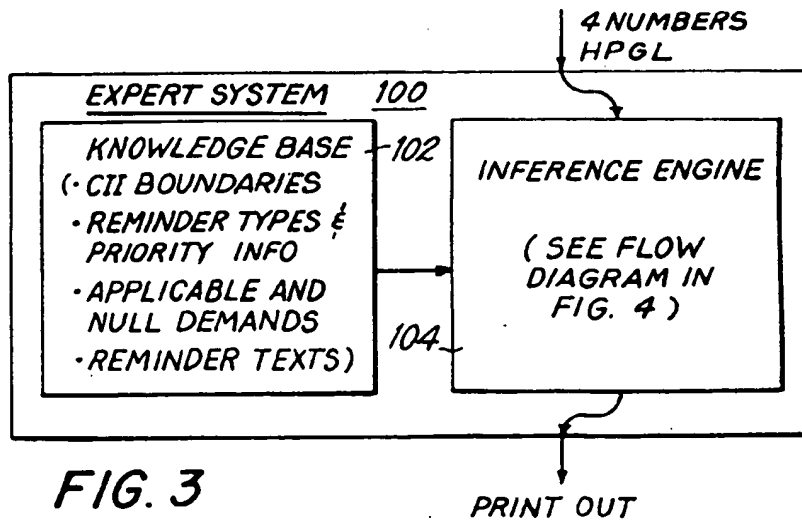 4 NUMBERS
HPGL
EXPERT SYSTEM 100
KNOWLEDGE BASE 102
(· CII BOUNDARIES
· REMINDER TYPES &
PRIORITY INFO
· APPLICABLE AND
NULL DEMANDS
· REMINDER TEXTS)
INFERENCE ENGINE
(SEE FLOW
DIAGRAM IN
FIG. 4)
104
FIG. 3
PRINT OUT